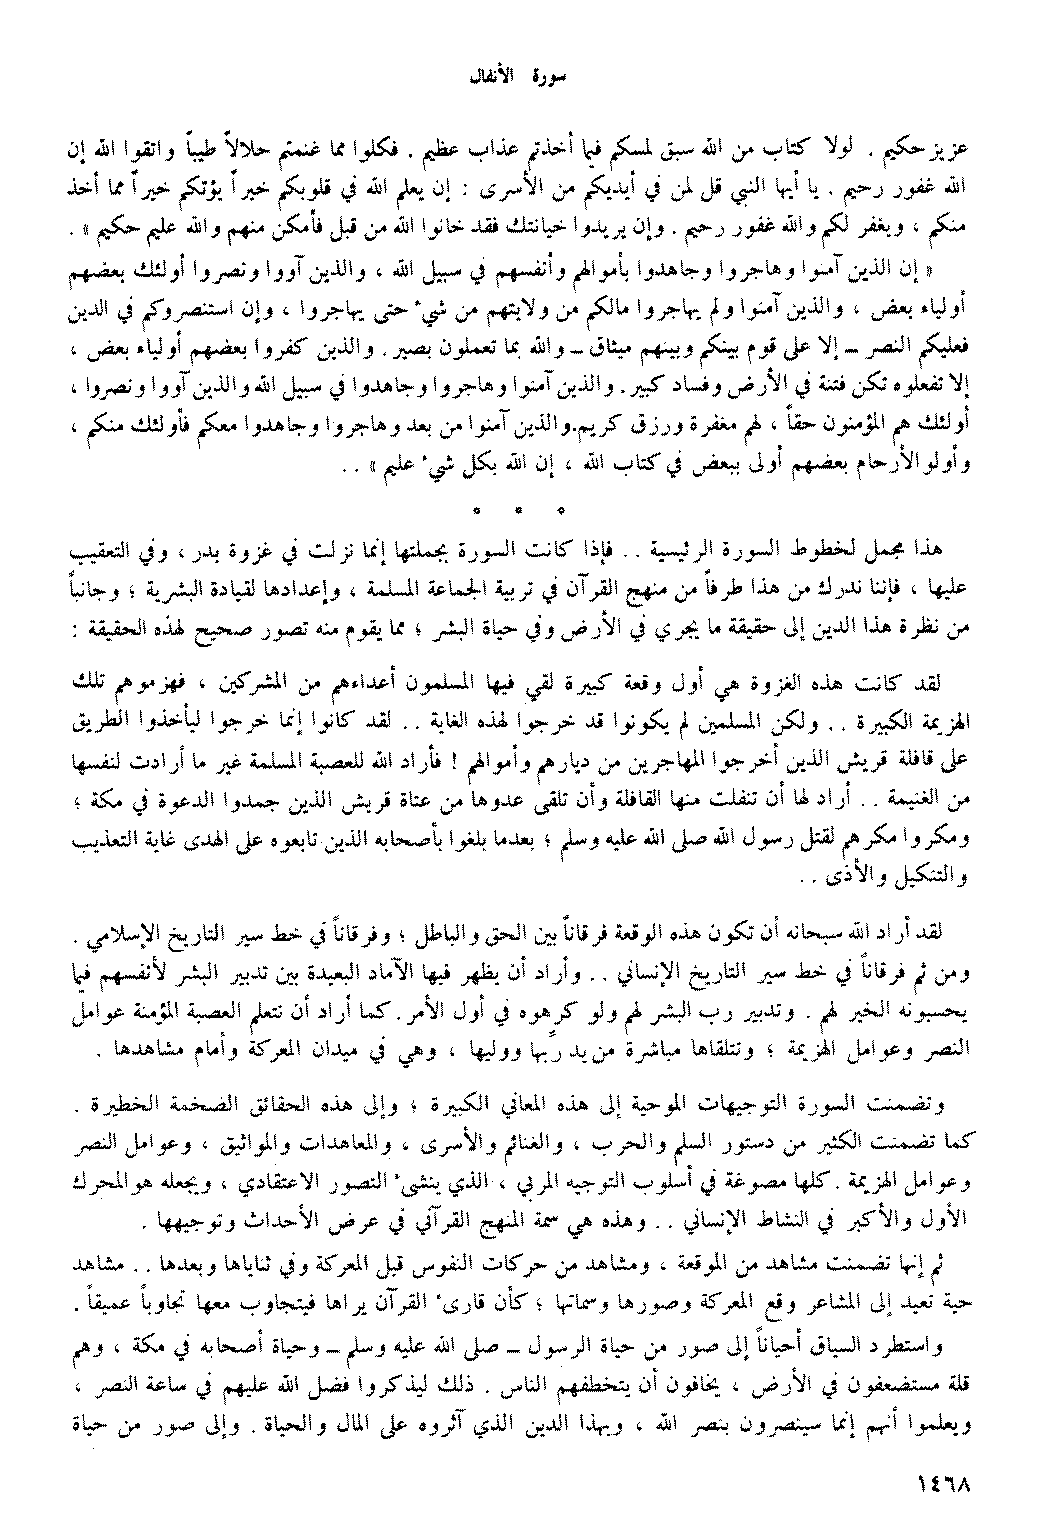 سورة الأنفال
عزيز حكيم . لولا كتاب من الله سبق لمسكم فيما أخذتم عذاب عظيم . فكلوا مما غنمتم حلالاً طيباً واتقوا الله إن
الله غفور رحيم . يا أيها النبي قل لمن في أيديكم من الأسرى : إن يعلم الله في قلوبكم خيراً يؤتكم خيراً مما أخذ
منكم ، ويغفر لكم والله غفور رحيم . وإن يريدوا خيانتك فقد خانوا الله من قبل فأمكن منهم والله عليم حكيم » .
« إن الذين آمنوا وهاجروا وجاهدوا بأموالهم وأنفسهم في سبيل الله ، والذين آووا ونصروا أولئك بعضهم
أولياء بعض ، والذين آمنوا ولم يهاجروا مالكم من ولايتهم من شيء حتى يهاجروا ، وإن استنصروكم في الدين
فعليكم النصر – إلا على قوم بينكم وبينهم ميثاق – والله بما تعملون بصير . والذين كفروا بعضهم أولياء بعض ،
إلا تفعلوه تكن فتنة في الأرض وفساد كبير . والذين آمنوا وهاجروا وجاهدوا في سبيل الله والذين آووا ونصروا ،
أولئك هم المؤمنون حقاً ، لهم مغفرة ورزق كريم.والذين آمنوا من بعد وهاجروا وجاهدوا معكم فأولئك منكم ،
وأولو الأرحام بعضهم أولى ببعض في كتاب الله ، إن الله بكل شيء عليم » . .
* * *
هذا مجمل لخطوط السورة الرئيسية . . فإذا كانت السورة بجملتها إنما نزلت في غزوة بدر ، وفي التعقيب
عليها ، فإننا ندرك من هذا طرفاً من منهج القرآن في تربية الجماعة المسلمة ، وإعدادها لقيادة البشرية ؛ وجانباً
من نظرة هذا الدين إلى حقيقة ما يجري في الأرض وفي حياة البشر ؛ مما يقوم منه تصور صحيح لهذه الحقيقة :
لقد كانت هذه الغزوة هي أول وقعة كبيرة لقي فيها المسلمون أعداءهم من المشركين ، فهزموهم تلك
الهزيمة الكبيرة . . ولكن المسلمين لم يكونوا قد خرجوا لهذه الغاية . . لقد كانوا إنما خرجوا ليأخذوا الطريق
على قافلة قريش الذين أخرجوا المهاجرين من ديارهم وأموالهم ! فأراد الله للعصبة المسلمة غير ما أرادت لنفسها
من الغنيمة . . أراد لها أن تنفلت منها القافلة وأن تلقى عدوها من عتاة قريش الذين جمدوا الدعوة في مكة ؛
ومكروا مكرهم لقتل رسول الله صلى الله عليه وسلم ؛ بعدما بلغوا بأصحابه الذين تابعوه على الهدى غاية التعذيب
والتنكيل والأذى . .
لقد أراد الله سبحانه أن تكون هذه الوقعة فرقاناً بين الحق والباطل ؛ وفرقاناً في خط سير التاريخ الإسلامي .
ومن ثم فرقاناً في خط سير التاريخ الإنساني . . وأراد أن يظهر فيها الآماد البعيدة بين تدبير البشر لأنفسهم فيما
يحسبونه الخير لهم . وتدبير رب البشر لهم ولو كرهوه في أول الأمر . كما أراد أن تتعلم العصبة المؤمنة عوامل
النصر وعوامل الهزيمة ؛ وتتلقاها مباشرة من يد ربها ووليها ، وهي في ميدان المعركة وأمام مشاهدها .
وتضمنت السورة التوجيهات الموحية إلى هذه المعاني الكبيرة ؛ وإلى هذه الحقائق الضخمة الخطيرة .
كما تضمنت الكثير من دستور السلم والحرب ، والغنائم والأسرى ، والمعاهدات والمواثيق ، وعوامل النصر
وعوامل الهزيمة . كلها مصوغة في أسلوب التوجيه المربي ، الذي ينشىء التصور الاعتقادي ، ويجعله هو المحرك
الأول والأكبر في النشاط الإنساني . . وهذه هي سمة المنهج القرآني في عرض الأحداث وتوجيهها .
ثم إنها تضمنت مشاهد من الموقعة ، ومشاهد من حركات النفوس قبل المعركة وفي ثناياها وبعدها . . مشاهد
حية تعيد إلى المشاعر وقع المعركة وصورها وسماتها ؛ كأن قارىء القرآن يراها فيتجاوب معها تجاوباً عميقاً .
واستطرد السياق أحياناً إلى صور من حياة الرسول – صلى الله عليه وسلم – وحياة أصحابه في مكة ، وهم
قلة مستضعفون في الأرض ، يخافون أن يتخطفهم الناس . ذلك ليذكروا فضل الله عليهم في ساعة النصر ،
ويعلموا أنهم إنما سينصرون بنصر الله ، وبهذا الدين الذي آثروه على المال والحياة . وإلى صور من حياة
١٤٦٨